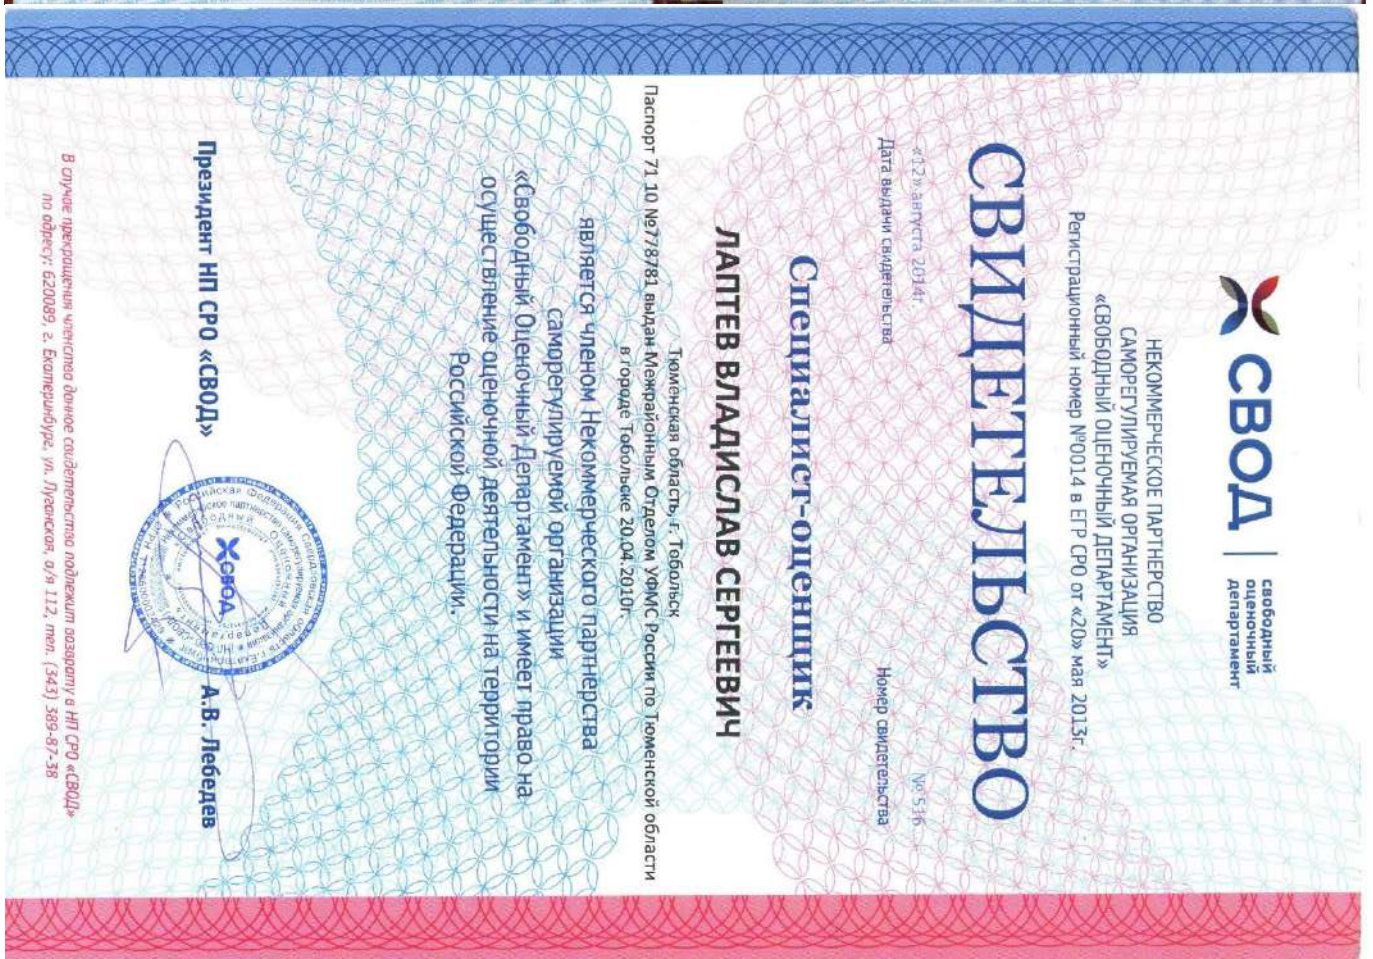 СВОД
свободный
оценочный
департамент
НЕКОММЕРЧЕСКОЕ ПАРТНЕРСТВО
САМОРЕГУЛИРУЕМАЯ ОРГАНИЗАЦИЯ
«СВОБОДНЫЙ ОЦЕНОЧНЫЙ ДЕПАРТАМЕНТ»
Регистрационный номер №0014 в ЕГР СРО от «20» мая 2013г.
СВИДЕТЕЛЬСТВО
«12» августа 2014г № 516
Дата выдачи свидетельства Номер свидетельства
Специалист-оценщик
ЛАПТЕВ ВЛАДИСЛАВ СЕРГЕЕВИЧ
Тюменская область, г. Тобольск
Паспорт 71 10 №778781 выдан Межрайонным Отделом УФМС России по Тюменской области
в городе Тобольске 20.04.2010г.
является членом Некоммерческого партнерства
саморегулируемой организации
«Свободный Оценочный Департамент» и имеет право на
осуществление оценочной деятельности на территории
Российской Федерации.
Президент НП СРО «СВОД» А.В. Лебедев
СВОД
В случае прекращения членства данное свидетельство подлежит возврату в НП СРО «СВОД»
по адресу: 620089, г. Екатеринбург, ул. Луганская, а/я 112, тел. (343) 389-87-38